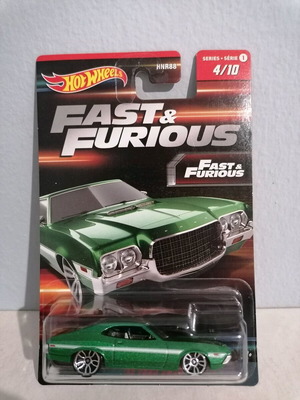 Hot Wheels
HNR88
SERIES • SÉRIE 1
4/10
FAST &
FURIOUS
FAST &
FURIOUS